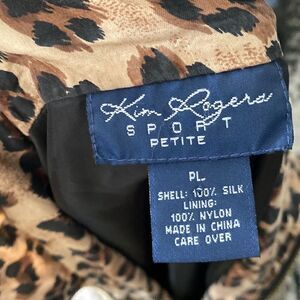 Kim Rogers
SPORT
PETITE
PL
SHELL: 100% SILK
LINING:
100% NYLON
MADE IN CHINA
CARE OVER